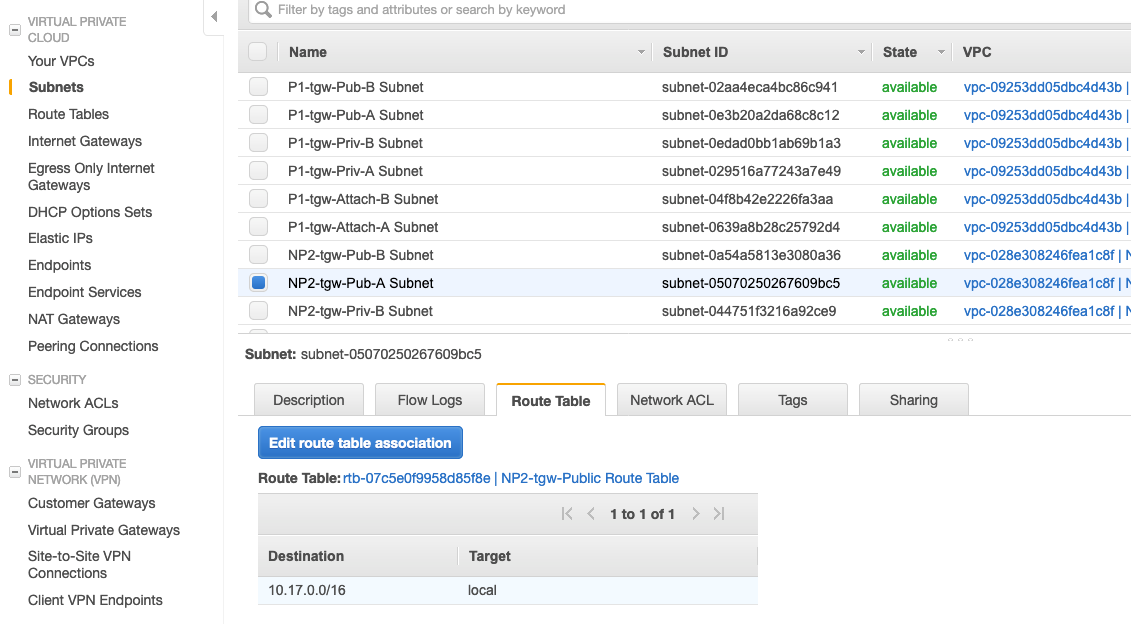 VIRTUAL PRIVATE
CLOUD
Your VPCs
Subnets
Route Tables
Internet Gateways
Egress Only Internet
Gateways
DHCP Options Sets
Elastic IPs
Endpoints
Endpoint Services
NAT Gateways
Peering Connections
SECURITY
Network ACLs
Security Groups
VIRTUAL PRIVATE
NETWORK (VPN)
Customer Gateways
Virtual Private Gateways
Site-to-Site VPN
Connections
Client VPN Endpoints
Filter by tags and attributes or search by keyword
Name Subnet ID State VPC
P1-tgw-Pub-B Subnet subnet-02aa4eca4bc86c941 available vpc-09253dd05dbc4d43b |
P1-tgw-Pub-A Subnet subnet-0e3b20a2da68c8c12 available vpc-09253dd05dbc4d43b |
P1-tgw-Priv-B Subnet subnet-0edad0bb1ab69b1a3 available vpc-09253dd05dbc4d43b |
P1-tgw-Priv-A Subnet subnet-029516a77243a7e49 available vpc-09253dd05dbc4d43b |
P1-tgw-Attach-B Subnet subnet-04f8b42e2226fa3aa available vpc-09253dd05dbc4d43b |
P1-tgw-Attach-A Subnet subnet-0639a8b28c25792d4 available vpc-09253dd05dbc4d43b |
NP2-tgw-Pub-B Subnet subnet-0a54a5813e3080a36 available vpc-028e308246fea1c8f | N
NP2-tgw-Pub-A Subnet subnet-05070250267609bc5 available vpc-028e308246fea1c8f | N
NP2-tgw-Priv-B Subnet subnet-044751f3216a92ce9 available vpc-028e308246fea1c8f | N
Subnet: subnet-05070250267609bc5
Description Flow Logs Route Table Network ACL Tags Sharing
Edit route table association
Route Table: rtb-07c5e0f9958d85f8e | NP2-tgw-Public Route Table
1 to 1 of 1
Destination Target
10.17.0.0/16 local